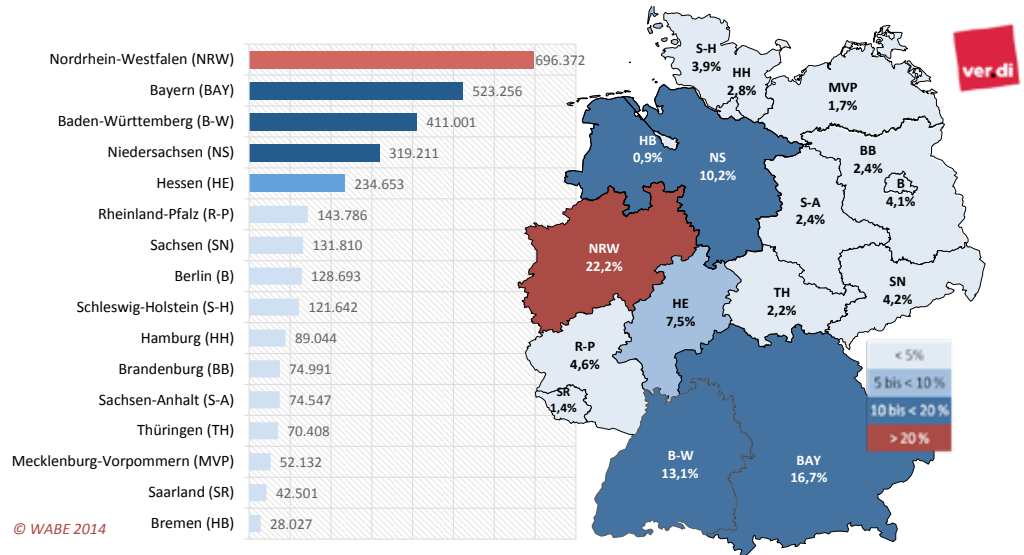 Nordrhein-Westfalen (NRW) 696.372
Bayern (BAY) 523.256
Baden-Württemberg (B-W) 411.001
Niedersachsen (NS) 319.211
Hessen (HE) 234.653
Rheinland-Pfalz (R-P) 143.786
Sachsen (SN) 131.810
Berlin (B) 128.693
Schleswig-Holstein (S-H) 121.642
Hamburg (HH) 89.044
Brandenburg (BB) 74.991
Sachsen-Anhalt (S-A) 74.547
Thüringen (TH) 70.408
Mecklenburg-Vorpommern (MVP) 52.132
Saarland (SR) 42.501
Bremen (HB) 28.027
© WABE 2014
S-H
3,9%
HH
2,8%
MVP
1,7%
HB
0,9%
NS
10,2%
BB
2,4%
B
4,1%
S-A
2,4%
NRW
22,2%
HE
7,5%
TH
2,2%
SN
4,2%
R-P
4,6%
SR
1,4%
B-W
13,1%
BAY
16,7%
< 5%
5 bis < 10 %
10 bis < 20 %
> 20 %
ver.di